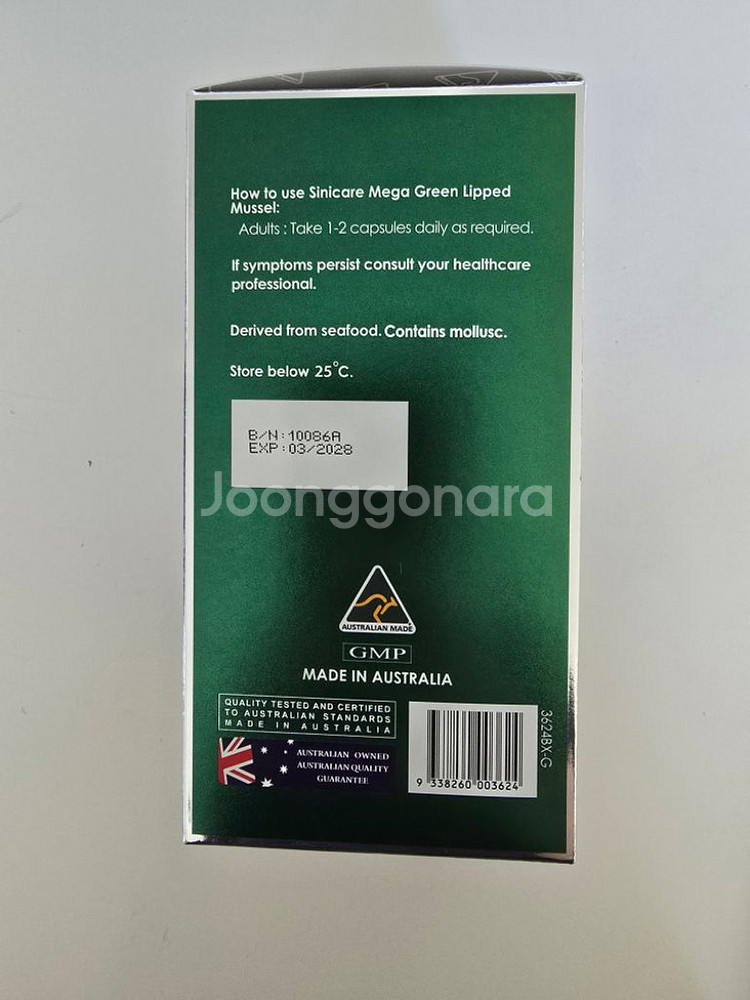 How to use Sinicare Mega Green Lipped
Mussel:
Adults : Take 1-2 capsules daily as required.
If symptoms persist consult your healthcare
professional.
Derived from seafood. Contains mollusc.
Store below 25°C.
B/N:10086A
EXP:03/2028
Joonggonara
AUSTRALIAN MADE
GMP
MADE IN AUSTRALIA
QUALITY TESTED AND CERTIFIED
TO AUSTRALIAN STANDARDS
MADE IN AUSTRALIA
AUSTRALIAN OWNED
AUSTRALIAN QUALITY
GUARANTEE
9 338260 003624
3624BX-G